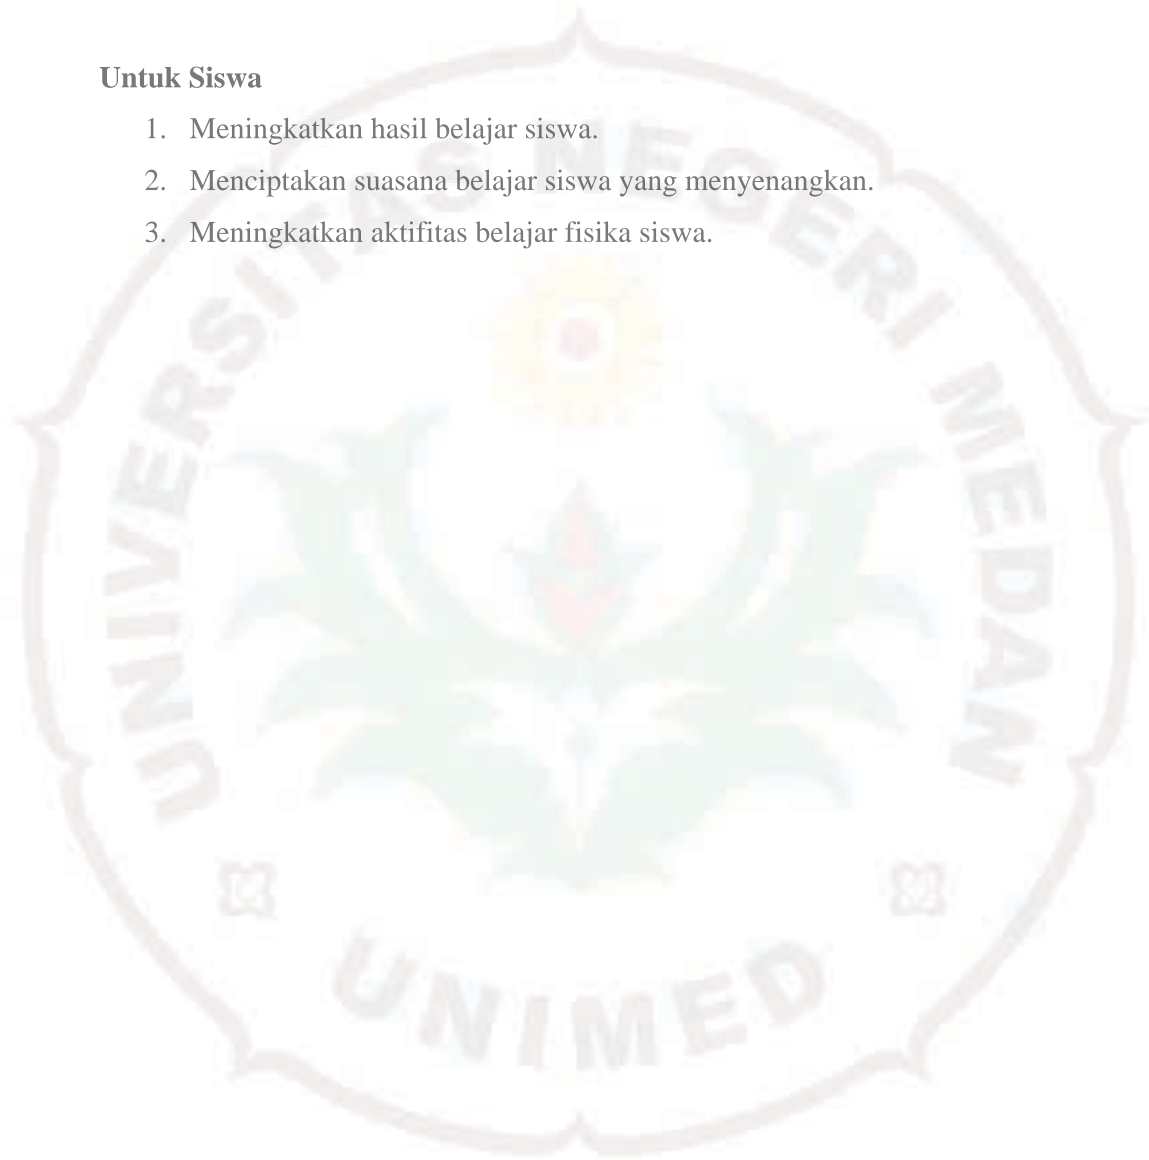 Untuk Siswa
1. Meningkatkan hasil belajar siswa.
2. Menciptakan suasana belajar siswa yang menyenangkan.
3. Meningkatkan aktifitas belajar fisika siswa.
UNIVERSITAS NEGERI MEDAN
UNIMED